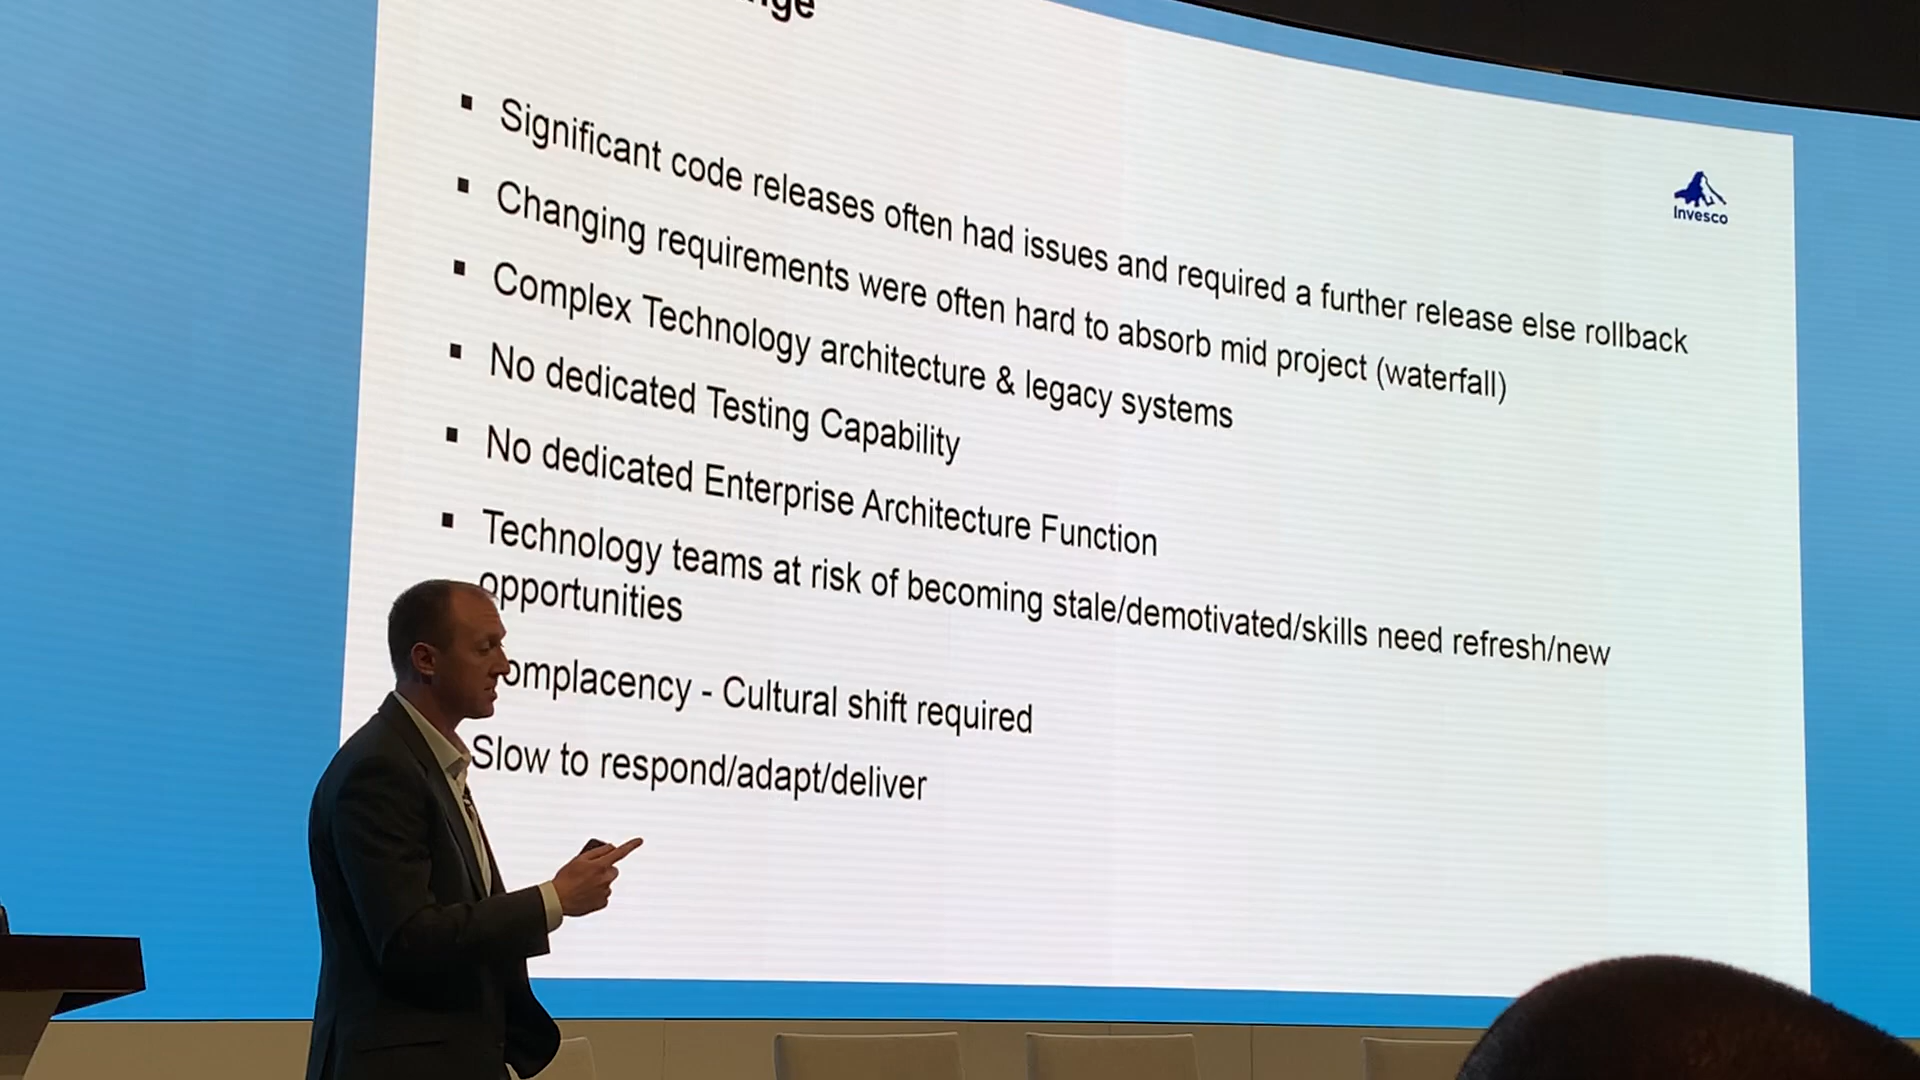 Significant code releases often had issues and required a further release else rollback
Invesco
Changing requirements were often hard to absorb mid project (waterfall)
Complex Technology architecture & legacy systems
No dedicated Testing Capability
No dedicated Enterprise Architecture Function
Technology teams at risk of becoming stale/demotivated/skills need refresh/new
opportunities
omplacency - Cultural shift required
Slow to respond/adapt/deliver